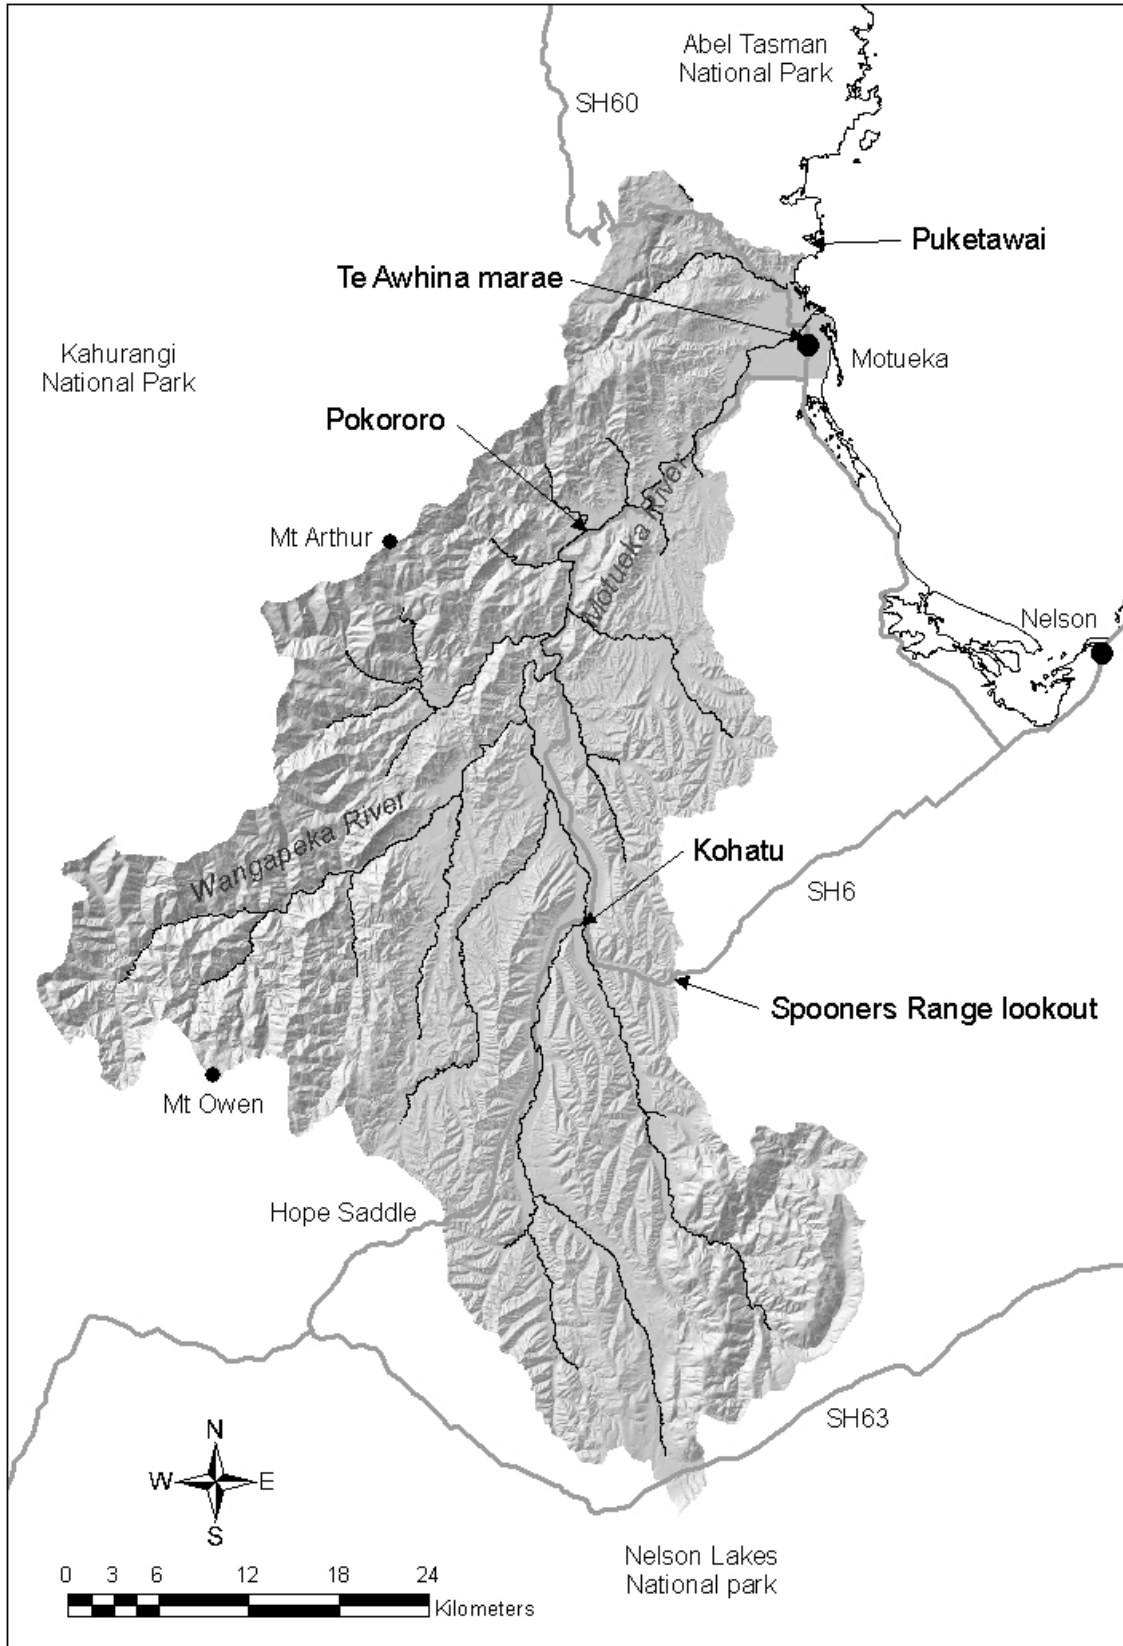 Abel Tasman
National Park
SH60
Puketawai
Te Awhina marae
Kahurangi
National Park
Motueka
Pokororo
Motueka River
Mt Arthur
Nelson
Wangapeka River
Kohatu
SH6
Spooners Range lookout
Mt Owen
Hope Saddle
SH63
N
W E
S
Nelson Lakes
National park
0 3 6 12 18 24
Kilometers